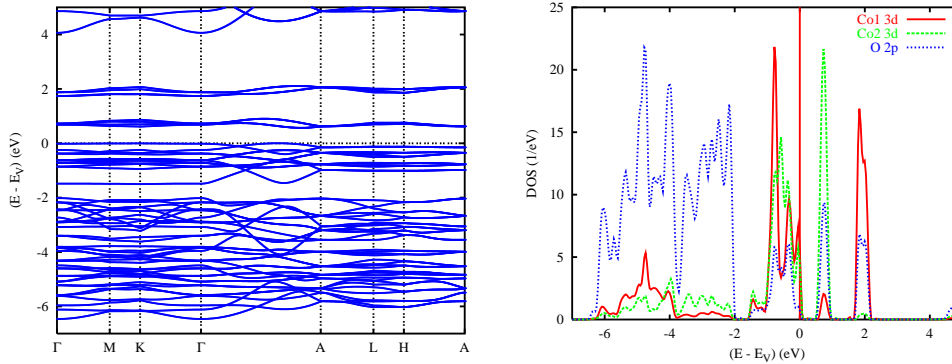 4
2
0
-2
-4
-6
(E - E_V) (eV)
Γ M K Γ A L H A
25
20
15
10
5
0
DOS (1/eV)
Co1 3d
Co2 3d
O 2p
-6 -4 -2 0 2 4
(E - E_V) (eV)